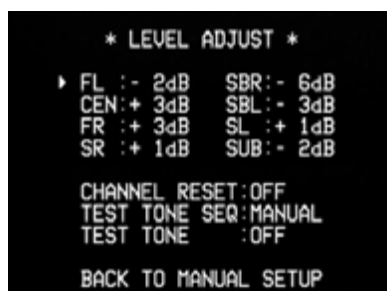 * LEVEL ADJUST *
FL :- 2dB SBR:- 6dB
CEN:+ 3dB SBL:- 3dB
FR :+ 3dB SL :+ 1dB
SR :+ 1dB SUB:- 2dB
CHANNEL RESET:OFF
TEST TONE SEQ:MANUAL
TEST TONE :OFF
BACK TO MANUAL SETUP